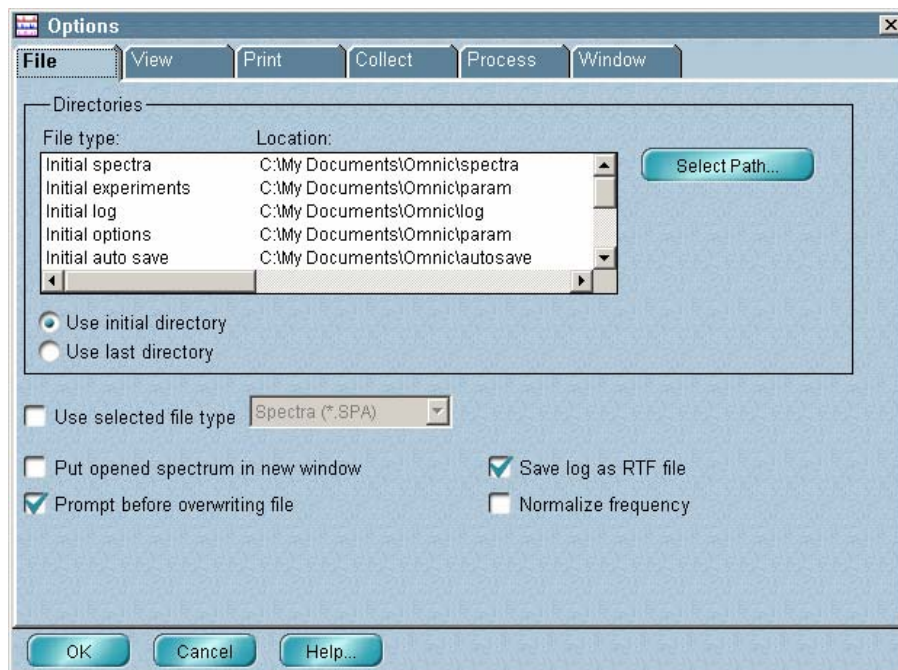 Options
File View Print Collect Process Window
Directories
File type: Location:
Initial spectra C:\My Documents\Omnic\spectra
Select Path...
Initial experiments C:\My Documents\Omnic\param
Initial log C:\My Documents\Omnic\log
Initial options C:\My Documents\Omnic\param
Initial auto save C:\My Documents\Omnic\autosave
Use initial directory
Use last directory
Use selected file type Spectra (*.SPA)
Put opened spectrum in new window Save log as RTF file
Prompt before overwriting file Normalize frequency
OK Cancel Help...